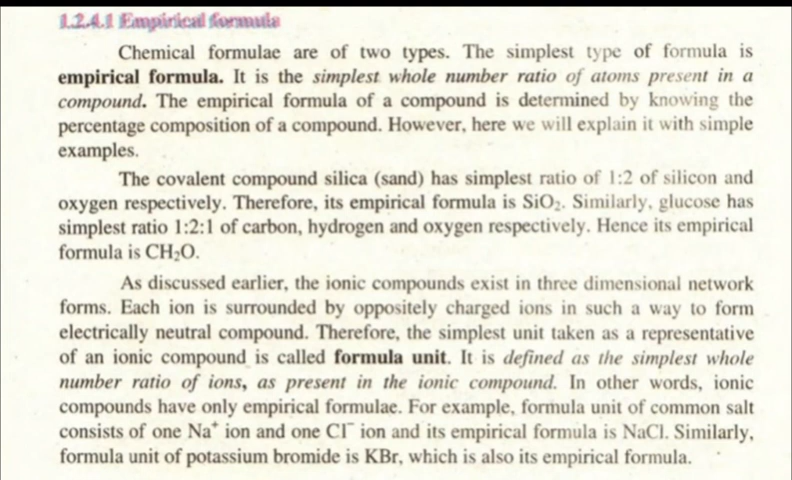 1.2.4.1 Empirical formula
Chemical formulae are of two types. The simplest type of formula is
empirical formula. It is the simplest whole number ratio of atoms present in a
compound. The empirical formula of a compound is determined by knowing the
percentage composition of a compound. However, here we will explain it with simple
examples.
The covalent compound silica (sand) has simplest ratio of 1:2 of silicon and
oxygen respectively. Therefore, its empirical formula is SiO₂. Similarly, glucose has
simplest ratio 1:2:1 of carbon, hydrogen and oxygen respectively. Hence its empirical
formula is CH₂O.
As discussed earlier, the ionic compounds exist in three dimensional network
forms. Each ion is surrounded by oppositely charged ions in such a way to form
electrically neutral compound. Therefore, the simplest unit taken as a representative
of an ionic compound is called formula unit. It is defined as the simplest whole
number ratio of ions, as present in the ionic compound. In other words, ionic
compounds have only empirical formulae. For example, formula unit of common salt
consists of one Na⁺ ion and one Cl⁻ ion and its empirical formula is NaCl. Similarly,
formula unit of potassium bromide is KBr, which is also its empirical formula.